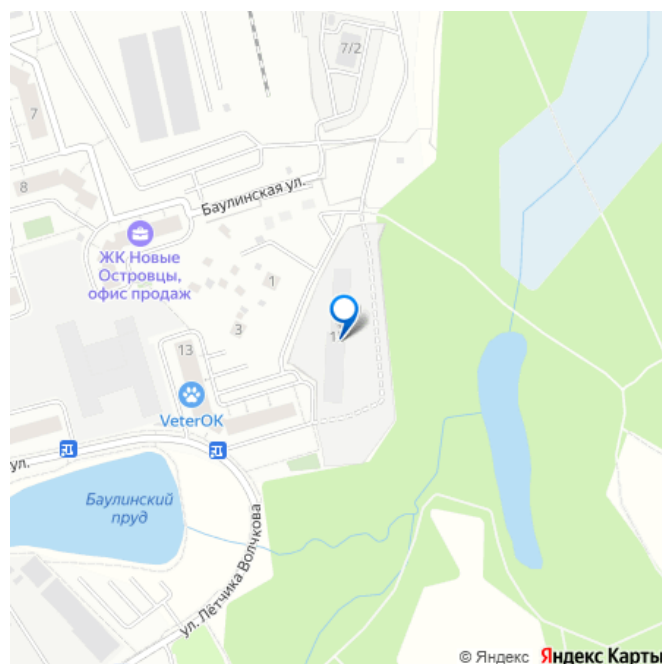 7/2
7
8
Баулинская ул.
ЖК Новые
Островцы,
офис продаж
1
3
13
VeterOK
ул.
Баулинский
пруд
ул. Лётчика Волчкова
© Яндекс Яндекс Карты